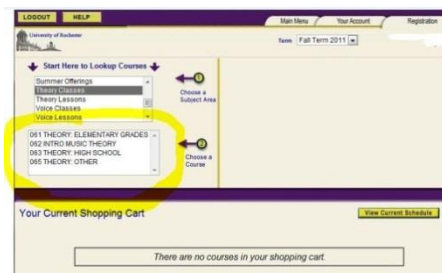 LOGOUT HELP
Main Menu Your Account Registration
University of Rochester
Term Fall Term 2011
Start Here to Lookup Courses
Summer Offerings
Theory Classes
Theory Lessons
Voice Classes
Voice Lessons
1
Choose a
Subject Area
061 THEORY: ELEMENTARY GRADES
062 INTRO MUSIC THEORY
063 THEORY: HIGH SCHOOL
065 THEORY: OTHER
2
Choose a
Course
Your Current Shopping Cart
View Current Schedule
There are no courses in your shopping cart.